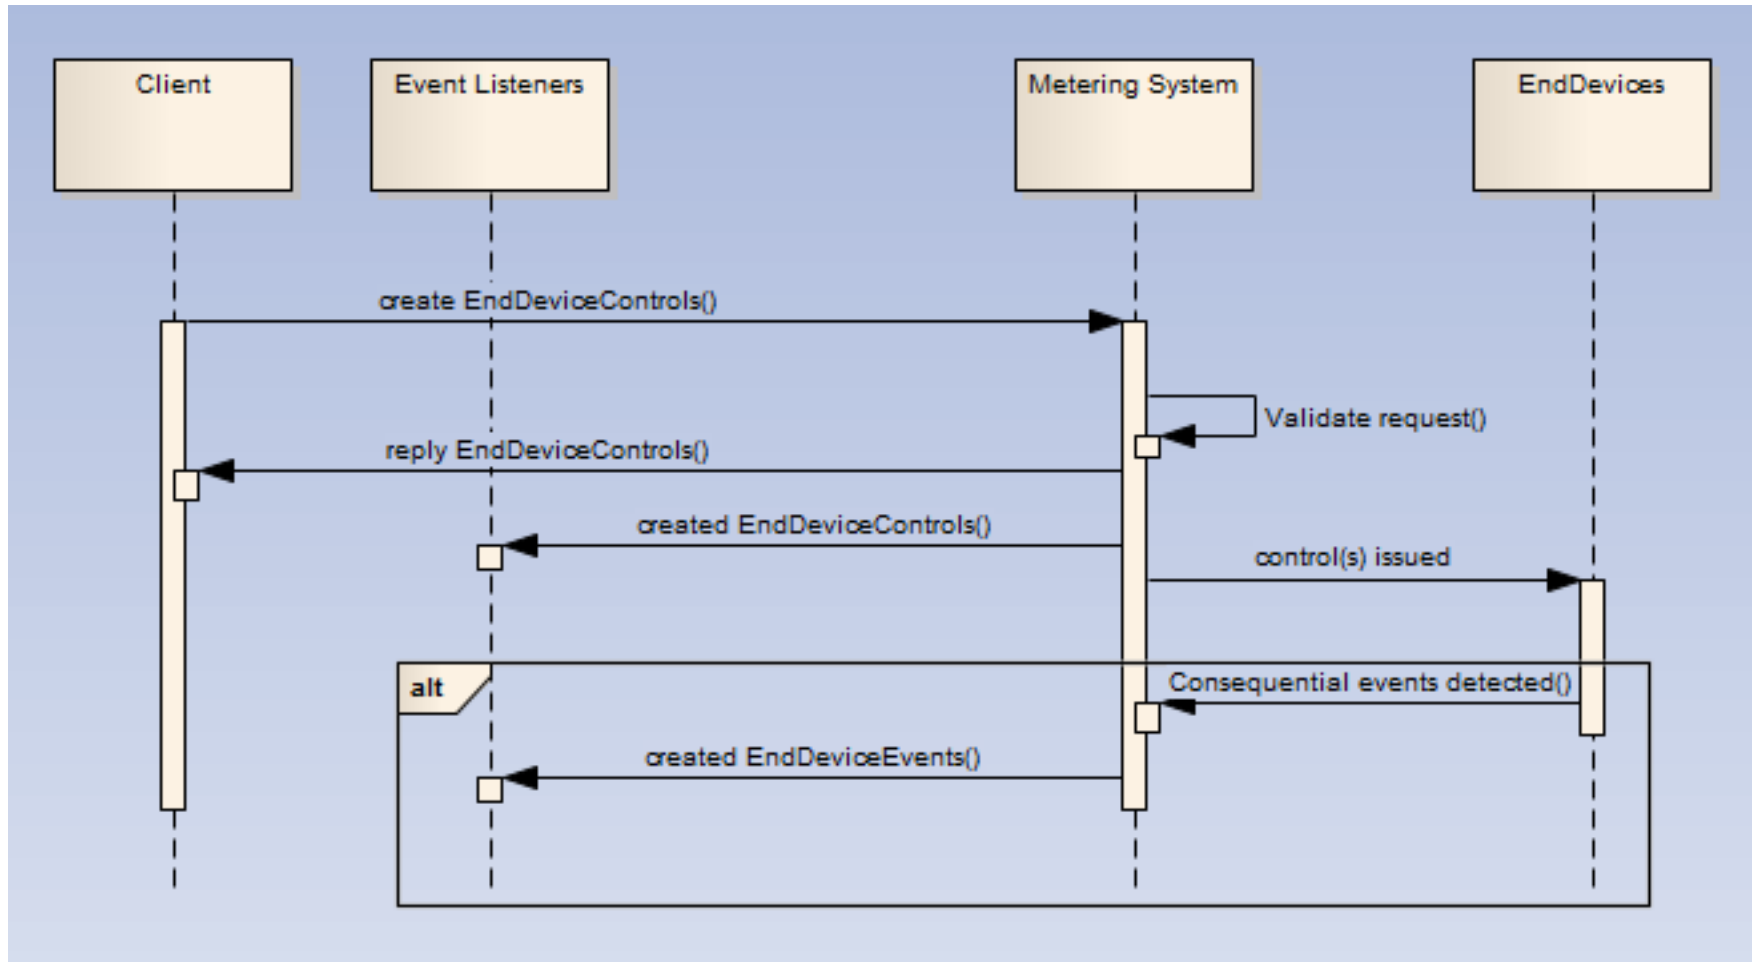 Client
Event Listeners
Metering System
EndDevices
create EndDeviceControls()
Validate request()
reply EndDeviceControls()
created EndDeviceControls()
control(s) issued
alt
Consequential events detected()
created EndDeviceEvents()